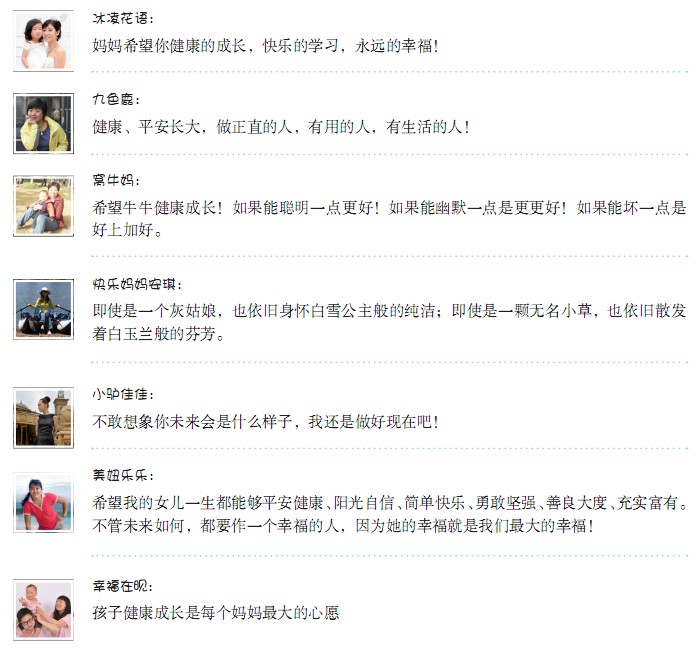 冰凌花语：
妈妈希望你健康的成长，快乐的学习，永远的幸福！
九色鹿：
健康、平安长大，做正直的人，有用的人，有生活的人！
窝牛妈：
希望牛牛健康成长！如果能聪明一点更好！如果能幽默一点是更更好！如果能坏一点是
好上加好。
快乐妈妈安琪：
即使是一个灰姑娘，也依旧身怀白雪公主般的纯洁；即使是一颗无名小草，也依旧散发
着白玉兰般的芬芳。
小驴佳佳：
不敢想象你未来会是什么样子，我还是做好现在吧！
美妞乐乐：
希望我的女儿一生都能够平安健康、阳光自信、简单快乐、勇敢坚强、善良大度、充实富有。
不管未来如何，都要作一个幸福的人，因为她的幸福就是我们最大的幸福！
幸福在昵：
孩子健康成长是每个妈妈最大的心愿